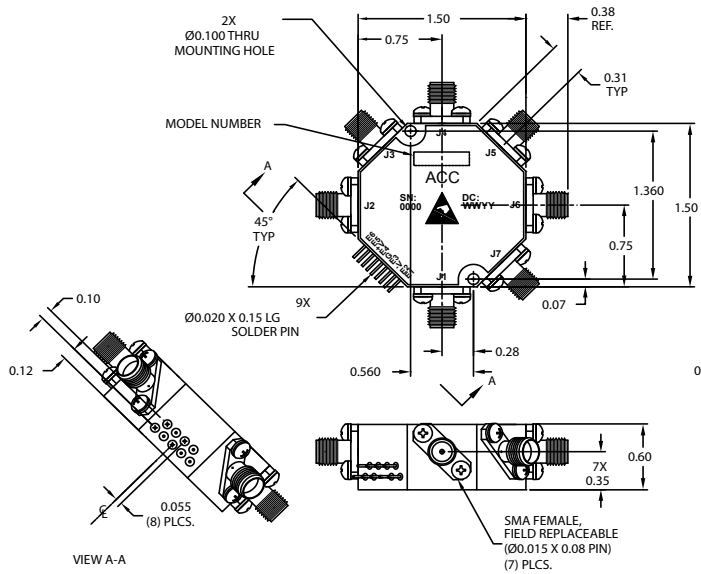 2X
Ø0.100 THRU
MOUNTING HOLE
1.50
0.75
0.38
REF.
0.31
TYP
MODEL NUMBER
J4
J3
J5
ACC
A
J2
SN:
0000
DC:
WWYY
J6
1.360
1.50
45°
TYP
0.75
J7
J1
9X
Ø0.020 X 0.15 LG
SOLDER PIN
0.07
0.10
0.28
0.560
A
0.12
0
0.60
7X
0.35
0.055
(8) PLCS.
SMA FEMALE,
FIELD REPLACEABLE
(Ø0.015 X 0.08 PIN)
(7) PLCS.
VIEW A-A